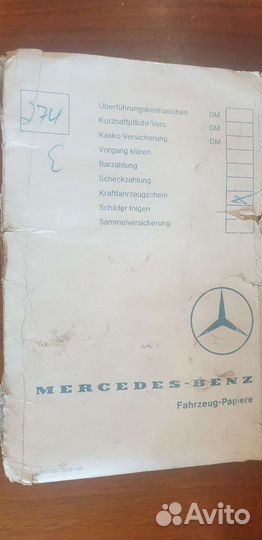 274
E
Überführungskennzeichen DM
Kurzhaftpflicht-Vers. DM
Kasko-Versicherung DM
Vorgang klären
Barzahlung
Scheckzahlung
Kraftfahrzeugschein x
Schilder folgen
Sammelversicherung
MERCEDES-BENZ
Fahrzeug-Papiere
Avito